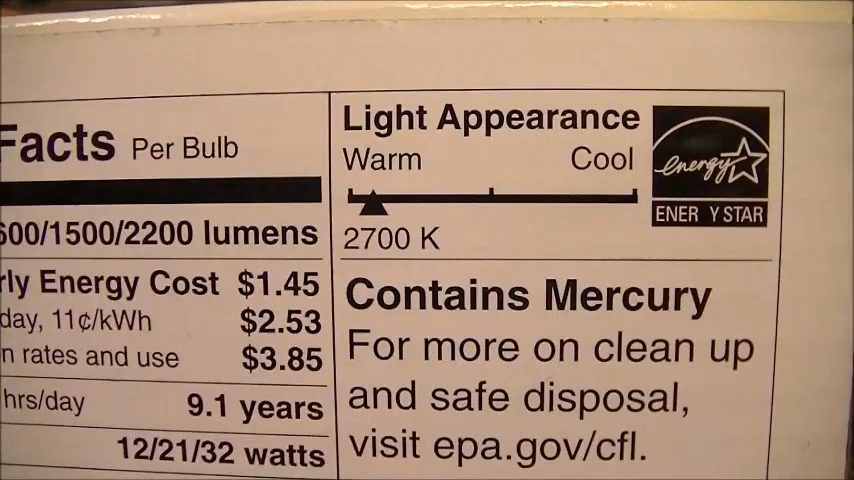 Facts Per Bulb
600/1500/2200 lumens
rly Energy Cost $1.45
day, 11¢/kWh $2.53
n rates and use $3.85
hrs/day 9.1 years
12/21/32 watts
Light Appearance
Warm Cool
2700 K
energy
ENER Y STAR
Contains Mercury
For more on clean up
and safe disposal,
visit epa.gov/cfl.